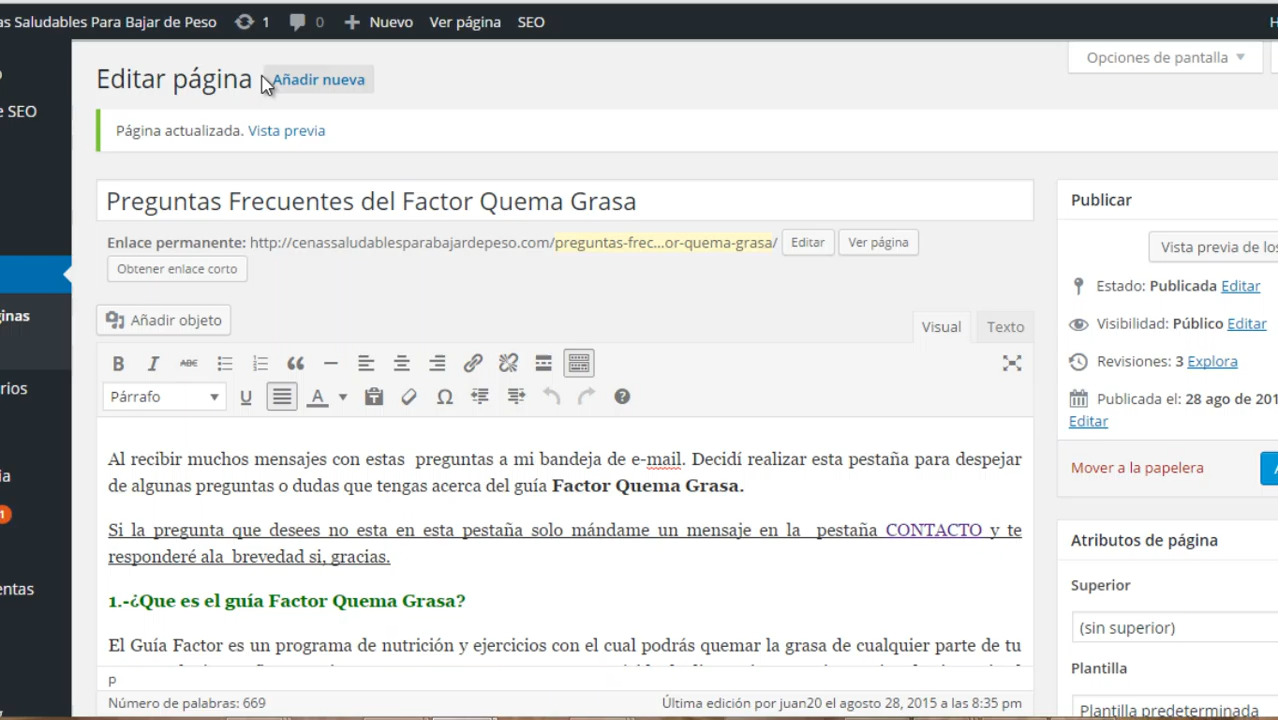 as Saludables Para Bajar de Peso 1 0 Nuevo Ver página SEO
e SEO
Editar página Añadir nueva
Opciones de pantalla
Página actualizada. Vista previa
Preguntas Frecuentes del Factor Quema Grasa
Enlace permanente: http://cenassaludablesparabajardepeso.com/preguntas-frec...or-quema-grasa/ Editar Ver página
Obtener enlace corto
Añadir objeto
Visual Texto
B I ABC
Párrafo U A Ω ?
Al recibir muchos mensajes con estas preguntas a mi bandeja de e-mail. Decidí realizar esta pestaña para despejar
de algunas preguntas o dudas que tengas acerca del guía Factor Quema Grasa.
Si la pregunta que desees no esta en esta pestaña solo mándame un mensaje en la pestaña CONTACTO y te
responderé ala brevedad si, gracias.
1.-¿Que es el guía Factor Quema Grasa?
El Guía Factor es un programa de nutrición y ejercicios con el cual podrás quemar la grasa de cualquier parte de tu
p
Número de palabras: 669
Última edición por juan20 el agosto 28, 2015 a las 8:35 pm
ginas
rios
ia
1
entas
Publicar
Vista previa de los
Estado: Publicada Editar
Visibilidad: Público Editar
Revisiones: 3 Explora
Publicada el: 28 ago de 201
Editar
Mover a la papelera
Atributos de página
Superior
(sin superior)
Plantilla
Plantilla predeterminada